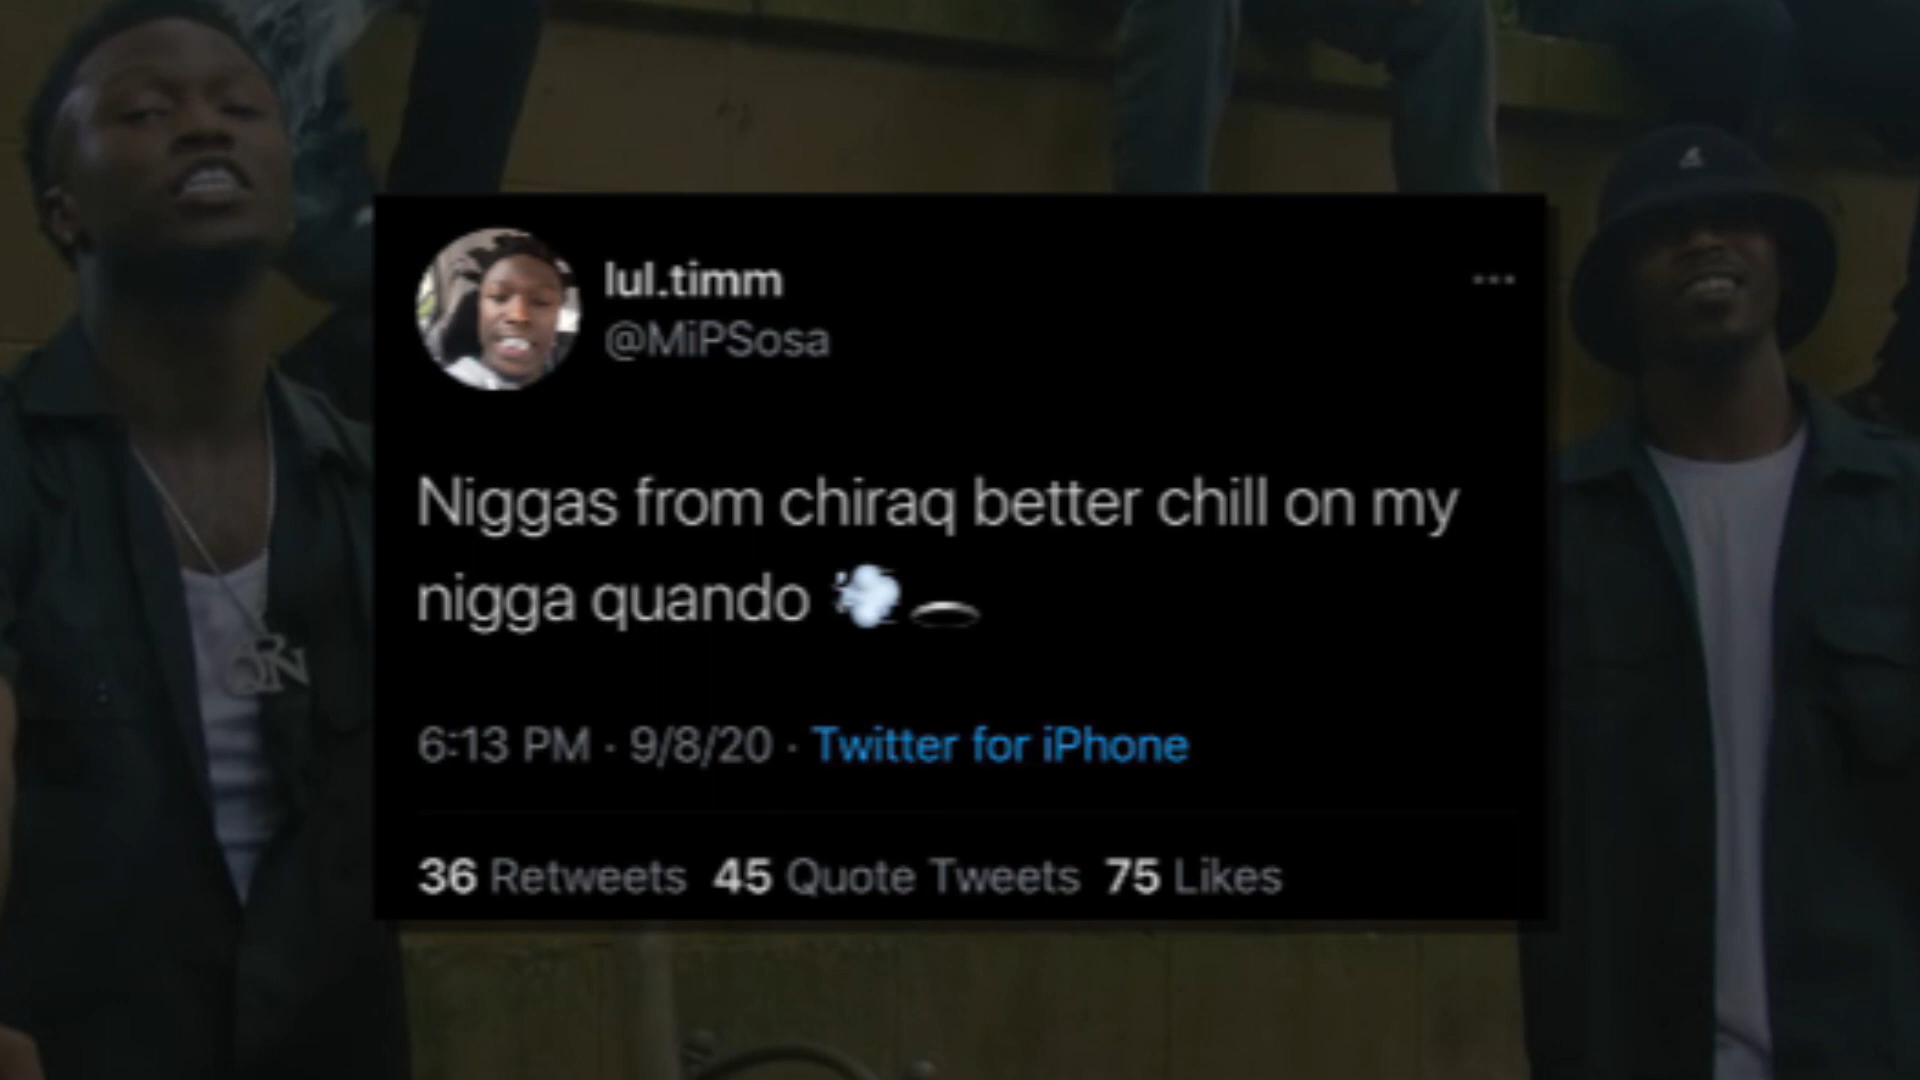 lul.timm
@MiPSosa
Niggas from chiraq better chill on my
nigga quando 💨🕳️
6:13 PM · 9/8/20 · Twitter for iPhone
36 Retweets 45 Quote Tweets 75 Likes
QN